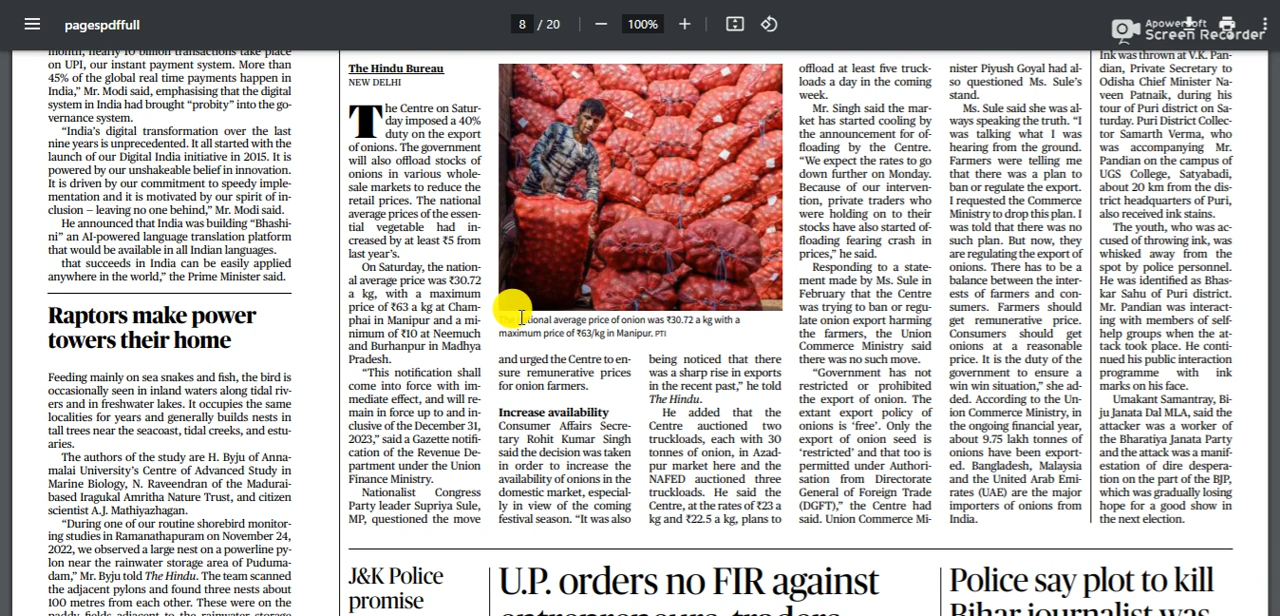 pagespdffull
8 / 20
100%
Apowersoft
Screen Recorder
month, nearly 10 billion transactions take place
on UPI, our instant payment system. More than
45% of the global real time payments happen in
India,” Mr. Modi said, emphasising that the digital
system in India had brought “probity” into the go-
vernance system.
“India’s digital transformation over the last
nine years is unprecedented. It all started with the
launch of our Digital India initiative in 2015. It is
powered by our unshakeable belief in innovation.
It is driven by our commitment to speedy imple-
mentation and it is motivated by our spirit of in-
clusion – leaving no one behind,” Mr. Modi said.
He announced that India was building “Bhashi-
ni” an AI-powered language translation platform
that would be available in all Indian languages.
that succeeds in India can be easily applied
anywhere in the world,” the Prime Minister said.
Raptors make power
towers their home
Feeding mainly on sea snakes and fish, the bird is
occasionally seen in inland waters along tidal riv-
ers and in freshwater lakes. It occupies the same
localities for years and generally builds nests in
tall trees near the seacoast, tidal creeks, and estu-
aries.
The authors of the study are H. Byju of Anna-
malai University’s Centre of Advanced Study in
Marine Biology, N. Raveendran of the Madurai-
based Iragukal Amritha Nature Trust, and citizen
scientist A.J. Mathiyazhagan.
“During one of our routine shorebird monitor-
ing studies in Ramanathapuram on November 24,
2022, we observed a large nest on a powerline py-
lon near the rainwater storage area of Puduma-
dam,” Mr. Byju told The Hindu. The team scanned
the adjacent pylons and found three nests about
100 metres from each other. These were on the
paddy fields adjacent to the rainwater storage
The Hindu Bureau
NEW DELHI
The Centre on Satur-
day imposed a 40%
duty on the export
of onions. The government
will also offload stocks of
onions in various whole-
sale markets to reduce the
retail prices. The national
average prices of the essen-
tial vegetable had in-
creased by at least ₹5 from
last year’s.
On Saturday, the nation-
al average price was ₹30.72
a kg, with a maximum
price of ₹63 a kg at Cham-
phai in Manipur and a mi-
nimum of ₹10 at Neemuch
and Burhanpur in Madhya
Pradesh.
“This notification shall
come into force with im-
mediate effect, and will re-
main in force up to and in-
clusive of the December 31,
2023,” said a Gazette notifi-
cation of the Revenue De-
partment under the Union
Finance Ministry.
Nationalist Congress
Party leader Supriya Sule,
MP, questioned the move
The national average price of onion was ₹30.72 a kg with a
maximum price of ₹63/kg in Manipur. PTI
and urged the Centre to en-
sure remunerative prices
for onion farmers.
Increase availability
Consumer Affairs Secre-
tary Rohit Kumar Singh
said the decision was taken
in order to increase the
availability of onions in the
domestic market, especial-
ly in view of the coming
festival season. “It was also
being noticed that there
was a sharp rise in exports
in the recent past,” he told
The Hindu.
He added that the
Centre auctioned two
truckloads, each with 30
tonnes of onion, in Azad-
pur market here and the
NAFED auctioned three
truckloads. He said the
Centre, at the rates of ₹23 a
kg and ₹22.5 a kg, plans to
offload at least five truck-
loads a day in the coming
week.
Mr. Singh said the mar-
ket has started cooling by
the announcement for of-
floading by the Centre.
“We expect the rates to go
down further on Monday.
Because of our interven-
tion, private traders who
were holding on to their
stocks have also started of-
floading fearing crash in
prices,” he said.
Responding to a state-
ment made by Ms. Sule in
February that the Centre
was trying to ban or regu-
late onion export harming
the farmers, the Union
Commerce Ministry said
there was no such move.
“Government has not
restricted or prohibited
the export of onion. The
extant export policy of
onions is ‘free’. Only the
export of onion seed is
‘restricted’ and that too is
permitted under Authori-
sation from Directorate
General of Foreign Trade
(DGFT),” the Centre had
said. Union Commerce Mi-
nister Piyush Goyal had al-
so questioned Ms. Sule’s
stand.
Ms. Sule said she was al-
ways speaking the truth. “I
was talking what I was
hearing from the ground.
Farmers were telling me
that there was a plan to
ban or regulate the export.
I requested the Commerce
Ministry to drop this plan. I
was told that there was no
such plan. But now, they
are regulating the export of
onions. There has to be a
balance between the inter-
ests of farmers and con-
sumers. Farmers should
get remunerative price.
Consumers should get
onions at a reasonable
price. It is the duty of the
government to ensure a
win win situation,” she ad-
ded. According to the Un-
ion Commerce Ministry, in
the ongoing financial year,
about 9.75 lakh tonnes of
onions have been export-
ed. Bangladesh, Malaysia
and the United Arab Emi-
rates (UAE) are the major
importers of onions from
India.
Ink was thrown at V.K. Pan-
dian, Private Secretary to
Odisha Chief Minister Na-
veen Patnaik, during his
tour of Puri district on Sa-
turday. Puri District Collec-
tor Samarth Verma, who
was accompanying Mr.
Pandian on the campus of
UGS College, Satyabadi,
about 20 km from the dis-
trict headquarters of Puri,
also received ink stains.
The youth, who was ac-
cused of throwing ink, was
whisked away from the
spot by police personnel.
He was identified as Bhas-
kar Sahu of Puri district.
Mr. Pandian was interact-
ing with members of self-
help groups when the at-
tack took place. He conti-
nued his public interaction
programme with ink
marks on his face.
Umakant Samantray, Bi-
ju Janata Dal MLA, said the
attacker was a worker of
the Bharatiya Janata Party
and the attack was a manif-
estation of dire despera-
tion on the part of the BJP,
which was gradually losing
hope for a good show in
the next election.
J&K Police
promise
U.P. orders no FIR against
entrepreneurs, traders
Police say plot to kill
Bihar journalist was